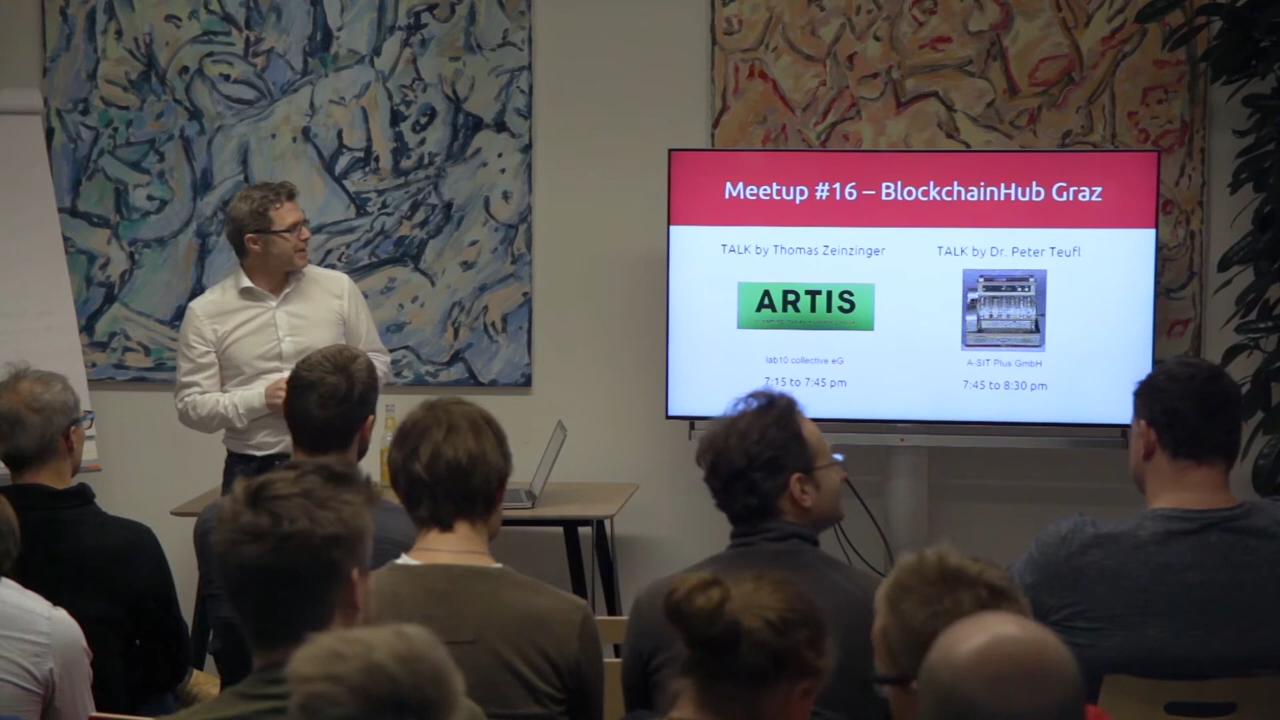 Meetup #16 – BlockchainHub Graz
TALK by Thomas Zeinzinger
TALK by Dr. Peter Teufl
ARTIS
lab10 collective eG
A-SIT Plus GmbH
7:15 to 7:45 pm
7:45 to 8:30 pm